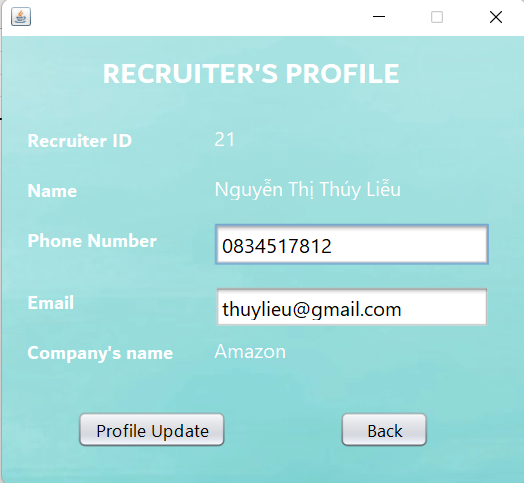 RECRUITER'S PROFILE
Recruiter ID 21
Name Nguyễn Thị Thúy Liễu
Phone Number 0834517812
Email thuylieu@gmail.com
Company's name Amazon
Profile Update Back